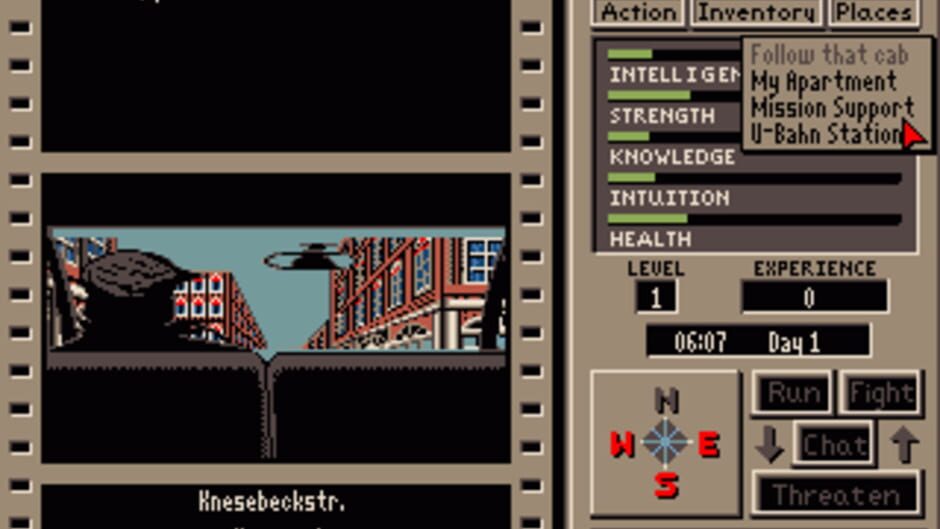 Action Inventory Places
Follow that cab
My Apartment
Mission Support
U-Bahn Station
INTELLIGEN
STRENGTH
KNOWLEDGE
INTUITION
HEALTH
LEVEL EXPERIENCE
1 0
06:07 Day 1
N
W E
S
Run Fight
Chat
Threaten
Knesebeckstr.